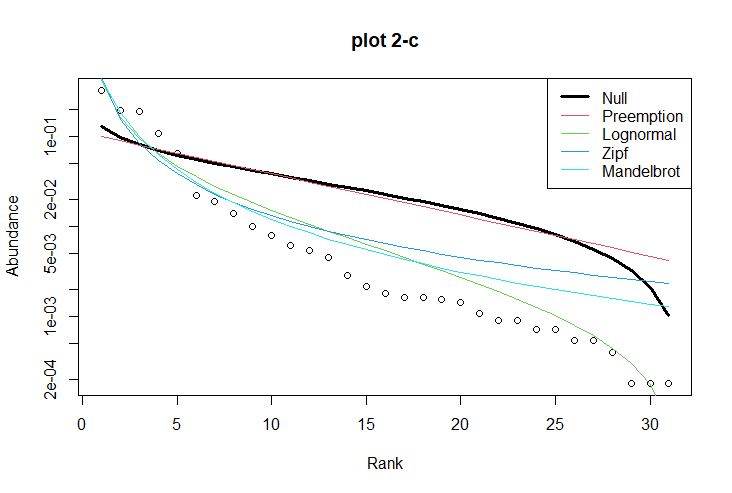 plot 2-c
Null
Preemption
Lognormal
Zipf
Mandelbrot
Abundance
1e-01
2e-02
5e-03
1e-03
2e-04
0 5 10 15 20 25 30
Rank